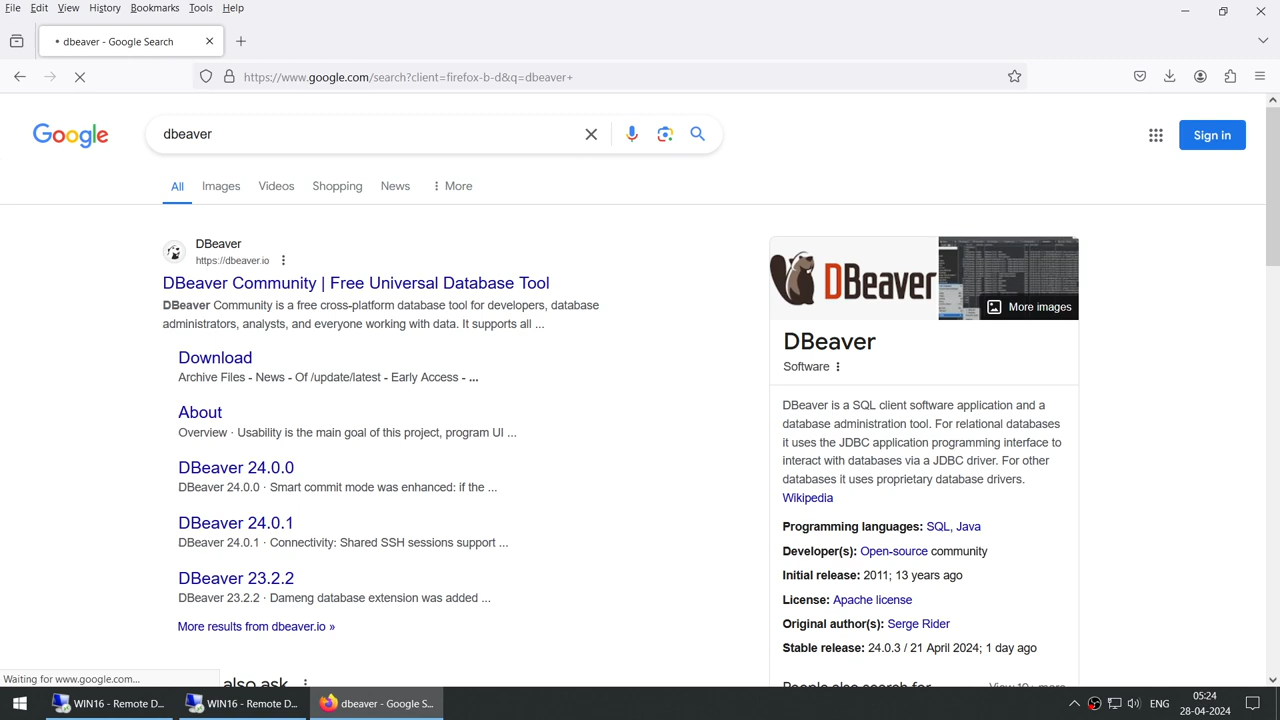 File Edit View History Bookmarks Tools Help
dbeaver - Google Search
https://www.google.com/search?client=firefox-b-d&q=dbeaver+
Google
dbeaver
Sign in
All Images Videos Shopping News More
DBeaver
https://dbeaver.io
DBeaver Community | Free Universal Database Tool
DBeaver Community is a free cross-platform database tool for developers, database
administrators, analysts, and everyone working with data. It supports all ...
Download
Archive Files - News - Of /update/latest - Early Access - ...
About
Overview · Usability is the main goal of this project, program UI ...
DBeaver 24.0.0
DBeaver 24.0.0 · Smart commit mode was enhanced: if the ...
DBeaver 24.0.1
DBeaver 24.0.1 · Connectivity: Shared SSH sessions support ...
DBeaver 23.2.2
DBeaver 23.2.2 · Dameng database extension was added ...
More results from dbeaver.io »
also ask
DBeaver
More images
DBeaver
Software
DBeaver is a SQL client software application and a
database administration tool. For relational databases
it uses the JDBC application programming interface to
interact with databases via a JDBC driver. For other
databases it uses proprietary database drivers.
Wikipedia
Programming languages: SQL, Java
Developer(s): Open-source community
Initial release: 2011; 13 years ago
License: Apache license
Original author(s): Serge Rider
Stable release: 24.0.3 / 21 April 2024; 1 day ago
People also search for View 10+ more
Waiting for www.google.com...
WIN16 - Remote D...
WIN16 - Remote D...
dbeaver - Google S...
ENG
05:24
28-04-2024